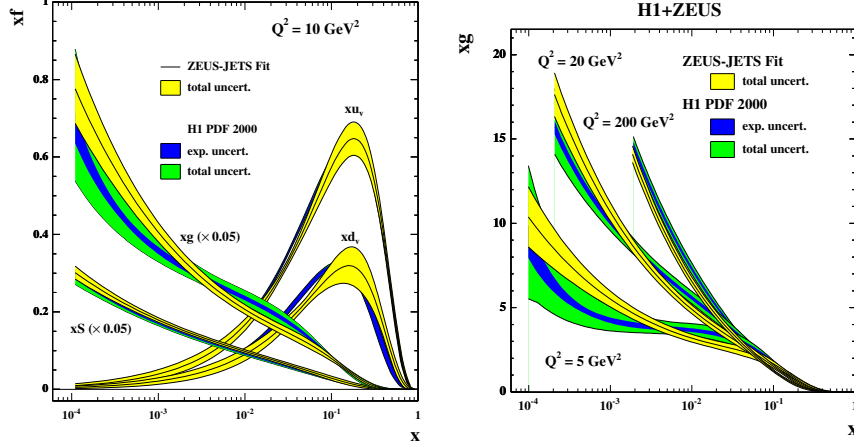 xf
1
0.8
0.6
0.4
0.2
0
Q² = 10 GeV²
ZEUS-JETS Fit
total uncert.
H1 PDF 2000
exp. uncert.
total uncert.
xuᵥ
xdᵥ
xg (× 0.05)
xS (× 0.05)
10⁻⁴ 10⁻³ 10⁻² 10⁻¹ 1
x
H1+ZEUS
xg
20
15
10
5
0
Q² = 20 GeV²
ZEUS-JETS Fit
total uncert.
H1 PDF 2000
exp. uncert.
total uncert.
Q² = 200 GeV²
Q² = 5 GeV²
10⁻⁴ 10⁻³ 10⁻² 10⁻¹ 1
x